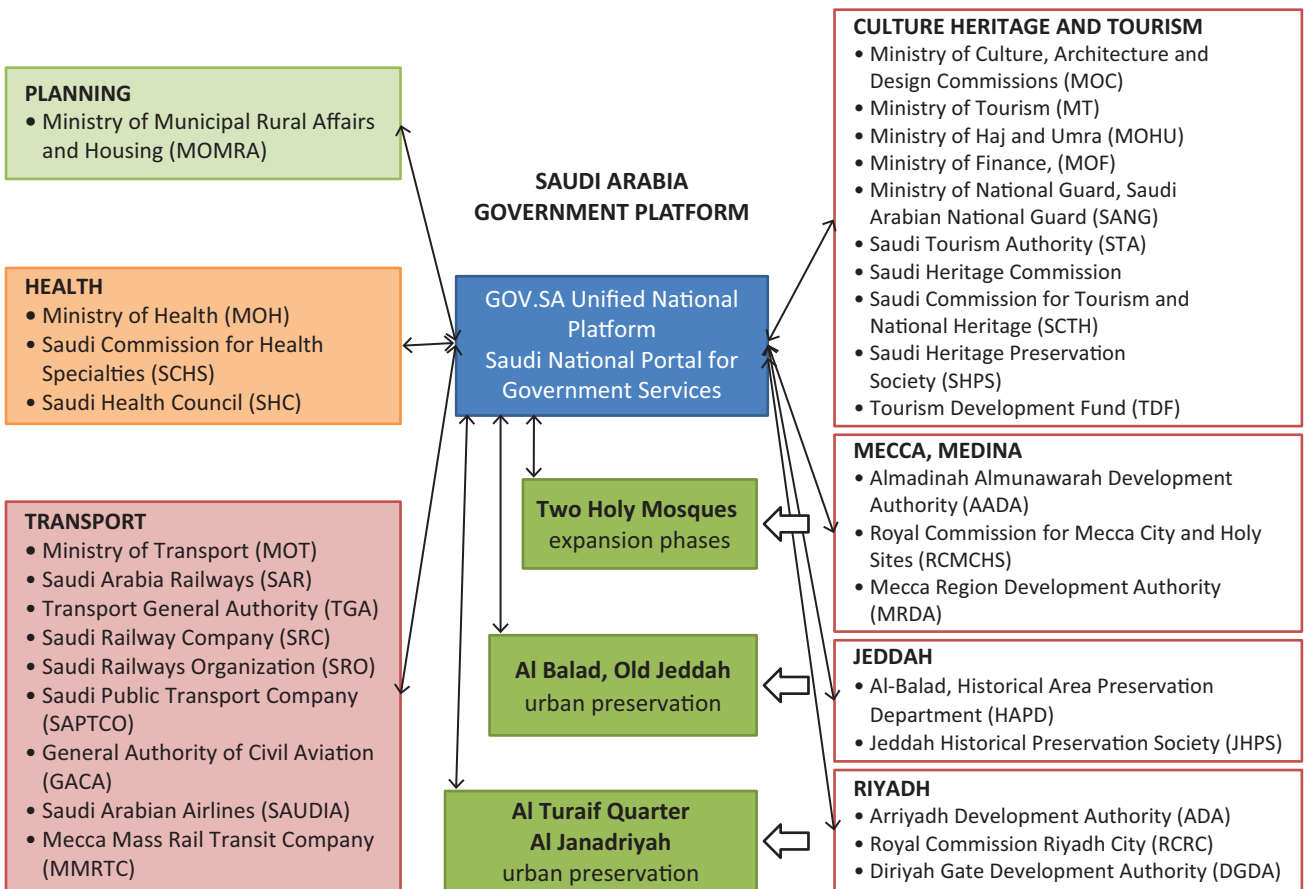 PLANNING
• Ministry of Municipal Rural Affairs
and Housing (MOMRA)
HEALTH
• Ministry of Health (MOH)
• Saudi Commission for Health
Specialties (SCHS)
• Saudi Health Council (SHC)
TRANSPORT
• Ministry of Transport (MOT)
• Saudi Arabia Railways (SAR)
• Transport General Authority (TGA)
• Saudi Railway Company (SRC)
• Saudi Railways Organization (SRO)
• Saudi Public Transport Company
(SAPTCO)
• General Authority of Civil Aviation
(GACA)
• Saudi Arabian Airlines (SAUDIA)
• Mecca Mass Rail Transit Company
(MMRTC)
SAUDI ARABIA
GOVERNMENT PLATFORM
GOV.SA Unified National
Platform
Saudi National Portal for
Government Services
Two Holy Mosques
expansion phases
Al Balad, Old Jeddah
urban preservation
Al Turaif Quarter
Al Janadriyah
urban preservation
CULTURE HERITAGE AND TOURISM
• Ministry of Culture, Architecture and
Design Commissions (MOC)
• Ministry of Tourism (MT)
• Ministry of Haj and Umra (MOHU)
• Ministry of Finance, (MOF)
• Ministry of National Guard, Saudi
Arabian National Guard (SANG)
• Saudi Tourism Authority (STA)
• Saudi Heritage Commission
• Saudi Commission for Tourism and
National Heritage (SCTH)
• Saudi Heritage Preservation
Society (SHPS)
• Tourism Development Fund (TDF)
MECCA, MEDINA
• Almadinah Almunawarah Development
Authority (AADA)
• Royal Commission for Mecca City and Holy
Sites (RCMCHS)
• Mecca Region Development Authority
(MRDA)
JEDDAH
• Al-Balad, Historical Area Preservation
Department (HAPD)
• Jeddah Historical Preservation Society (JHPS)
RIYADH
• Arriyadh Development Authority (ADA)
• Royal Commission Riyadh City (RCRC)
• Diriyah Gate Development Authority (DGDA)